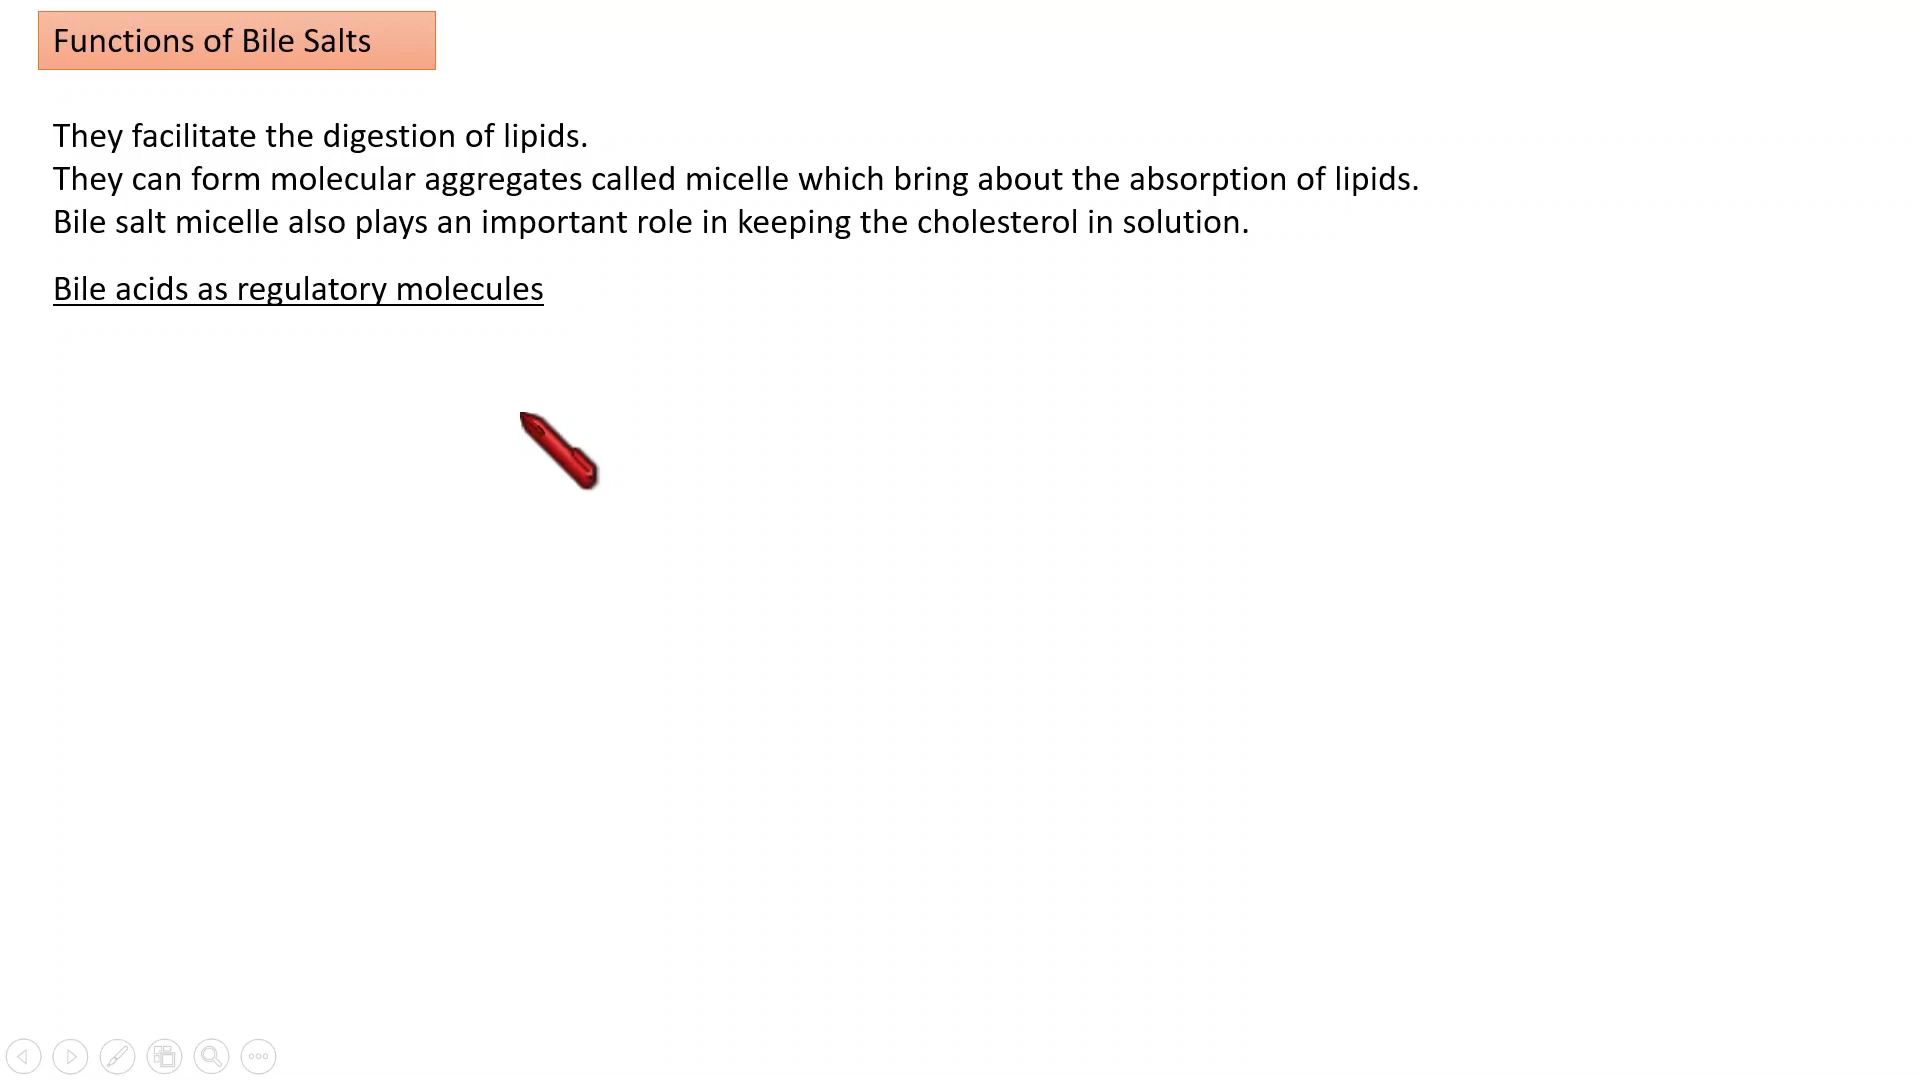 Functions of Bile Salts
They facilitate the digestion of lipids.
They can form molecular aggregates called micelle which bring about the absorption of lipids.
Bile salt micelle also plays an important role in keeping the cholesterol in solution.
Bile acids as regulatory molecules